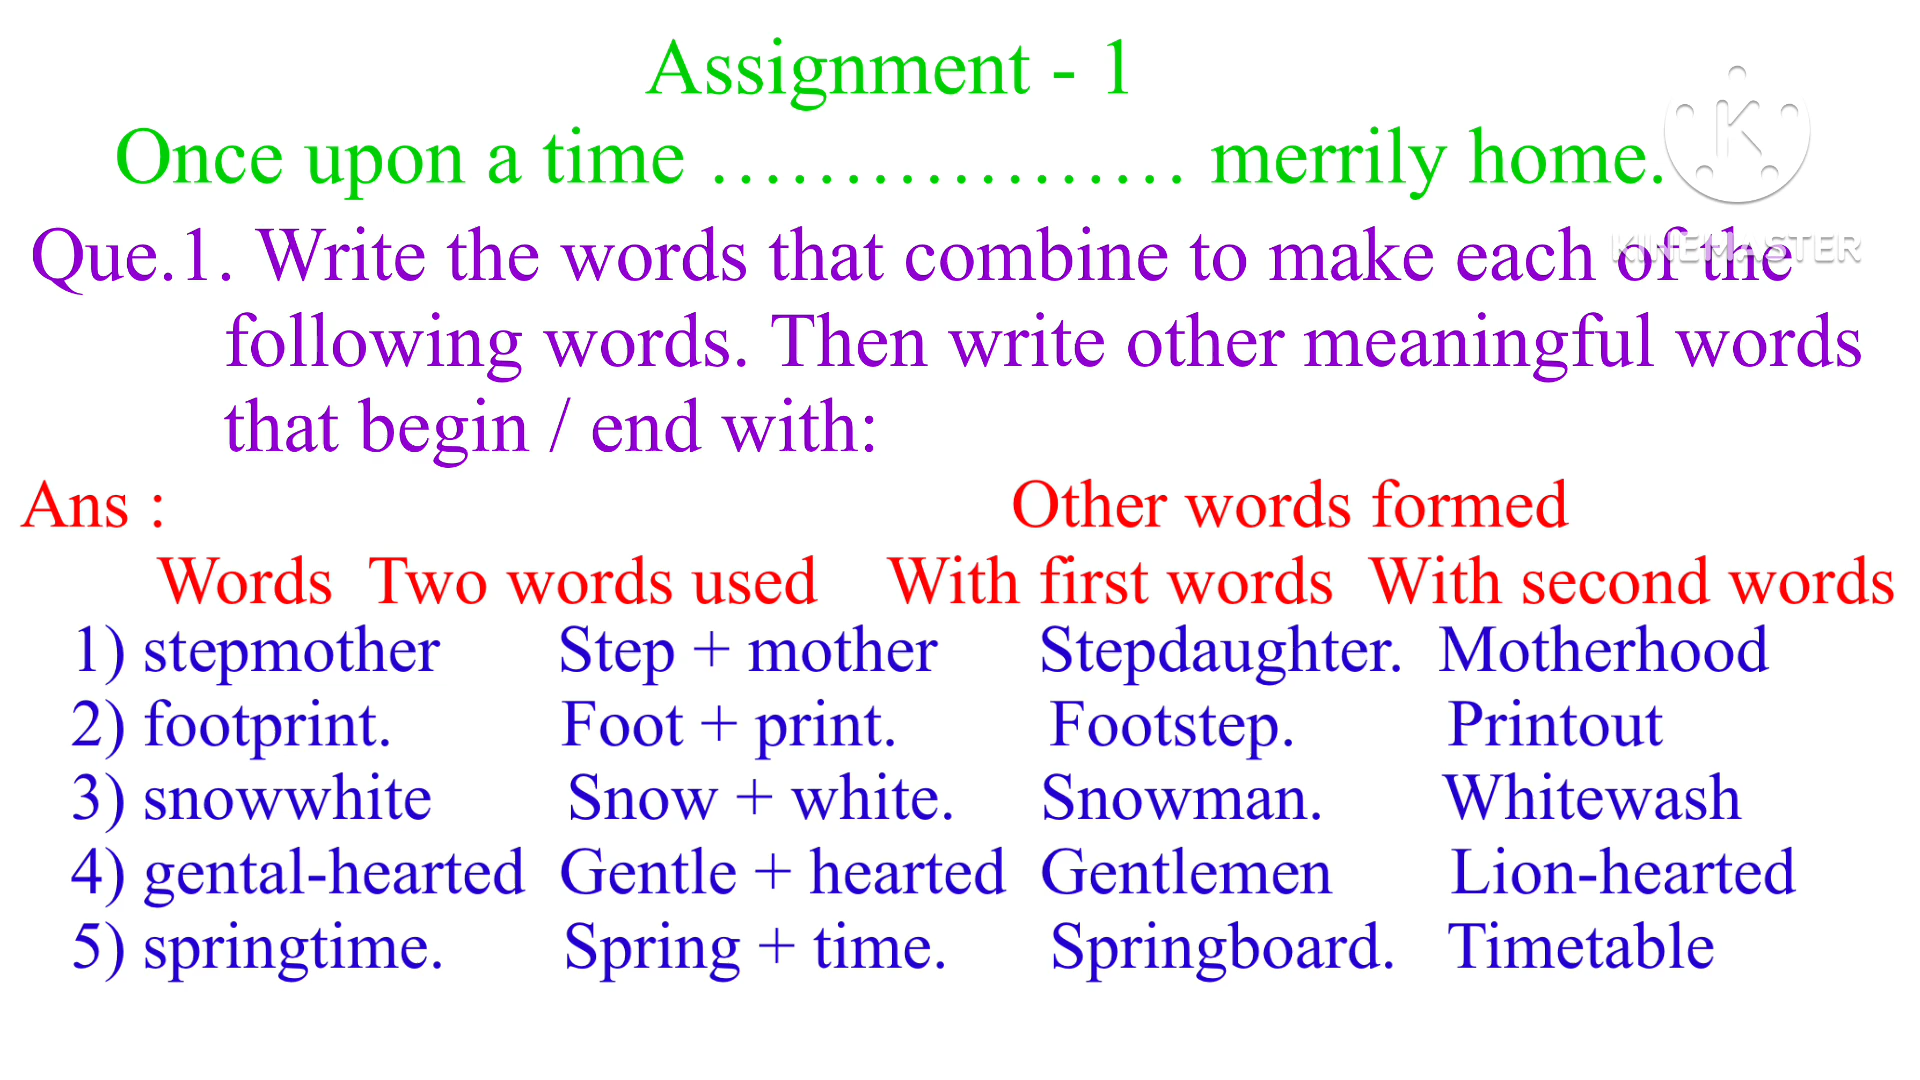 Assignment - 1
Once upon a time ……………… merrily home.
KINEMASTER
Que.1. Write the words that combine to make each of the
following words. Then write other meaningful words
that begin / end with:
Ans : Other words formed
Words Two words used With first words With second words
1) stepmother Step + mother Stepdaughter. Motherhood
2) footprint. Foot + print. Footstep. Printout
3) snowwhite Snow + white. Snowman. Whitewash
4) gental-hearted Gentle + hearted Gentlemen Lion-hearted
5) springtime. Spring + time. Springboard. Timetable